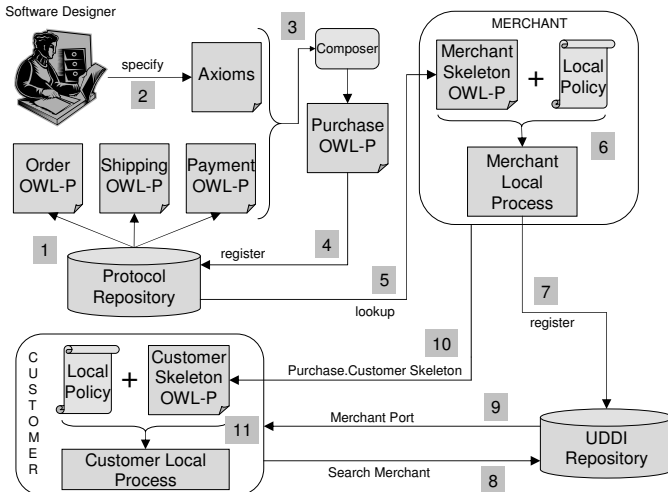 Software Designer
specify
2
Axioms
3
Composer
Purchase
OWL-P
Order
OWL-P
Shipping
OWL-P
Payment
OWL-P
1
Protocol
Repository
register
4
5
lookup
MERCHANT
Merchant
Skeleton
OWL-P
+
Local
Policy
6
Merchant
Local
Process
7
register
10
Purchase.Customer Skeleton
CUSTOMER
Local
Policy
+
Customer
Skeleton
OWL-P
11
Customer Local
Process
9
Merchant Port
Search Merchant
8
UDDI
Repository